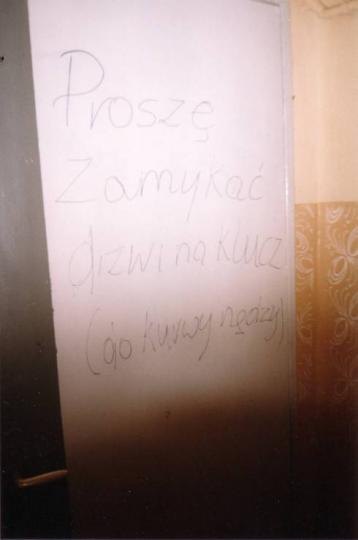 Proszę
Zamykać
drzwi na klucz
(do kurwy nędzy)